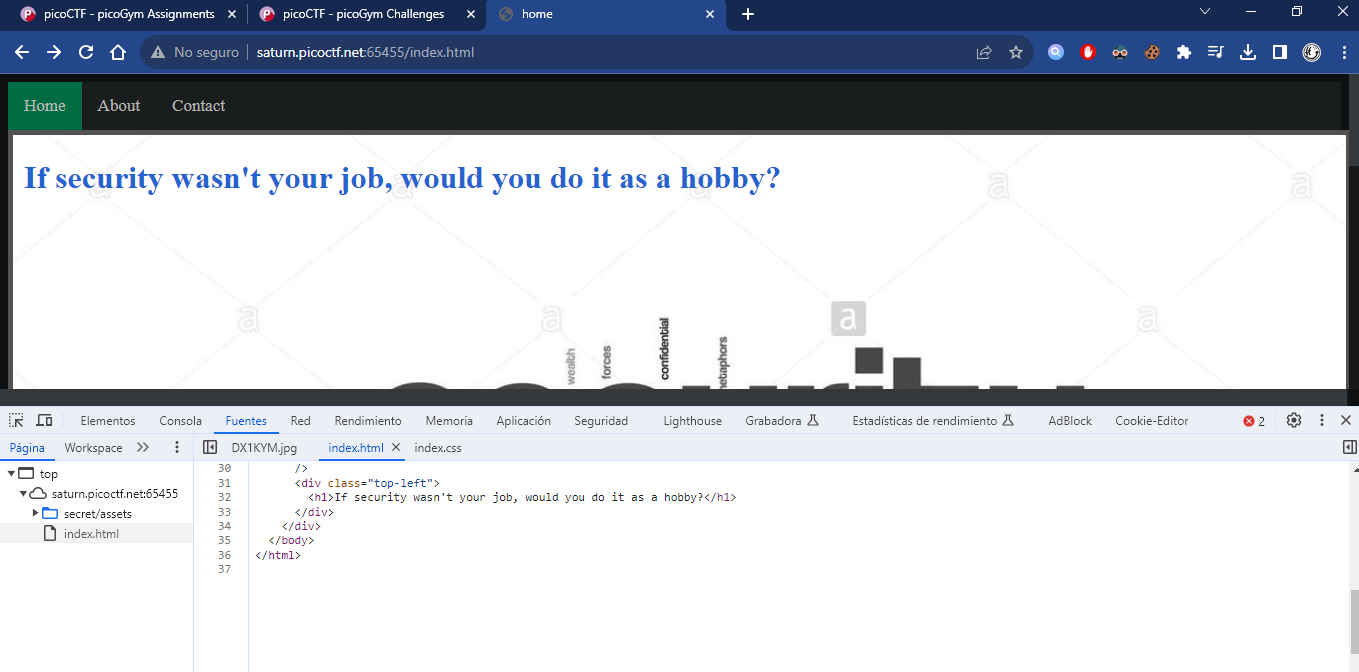 picoCTF - picoGym Assignments
picoCTF - picoGym Challenges
home
No seguro
saturn.picoctf.net:65455/index.html
Home About Contact
If security wasn't your job, would you do it as a hobby?
a a a a a
a a a a
wealth
forces
confidential
Elementos Consola Fuentes Red Rendimiento Memoria Aplicación Seguridad Lighthouse Grabadora Estadísticas de rendimiento AdBlock Cookie-Editor 2
Página Workspace DX1KYM.jpg index.html index.css
top
saturn.picoctf.net:65455
secret/assets
index.html
30 />
31 <div class="top-left">
32 <h1>If security wasn't your job, would you do it as a hobby?</h1>
33 </div>
34 </div>
35 </body>
36 </html>
37